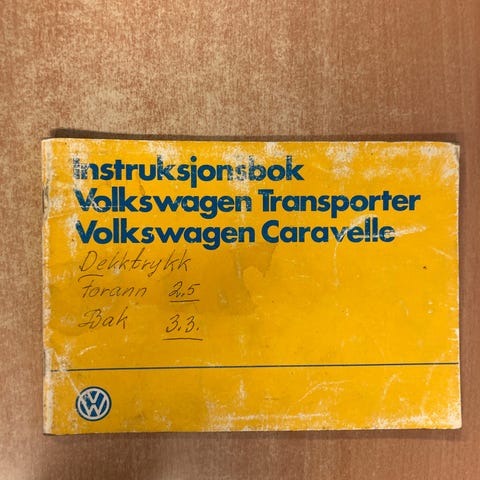 Instruksjonsbok
Volkswagen Transporter
Volkswagen Caravelle
Dekktrykk
forann 2.5
Bak 3.3.
VW